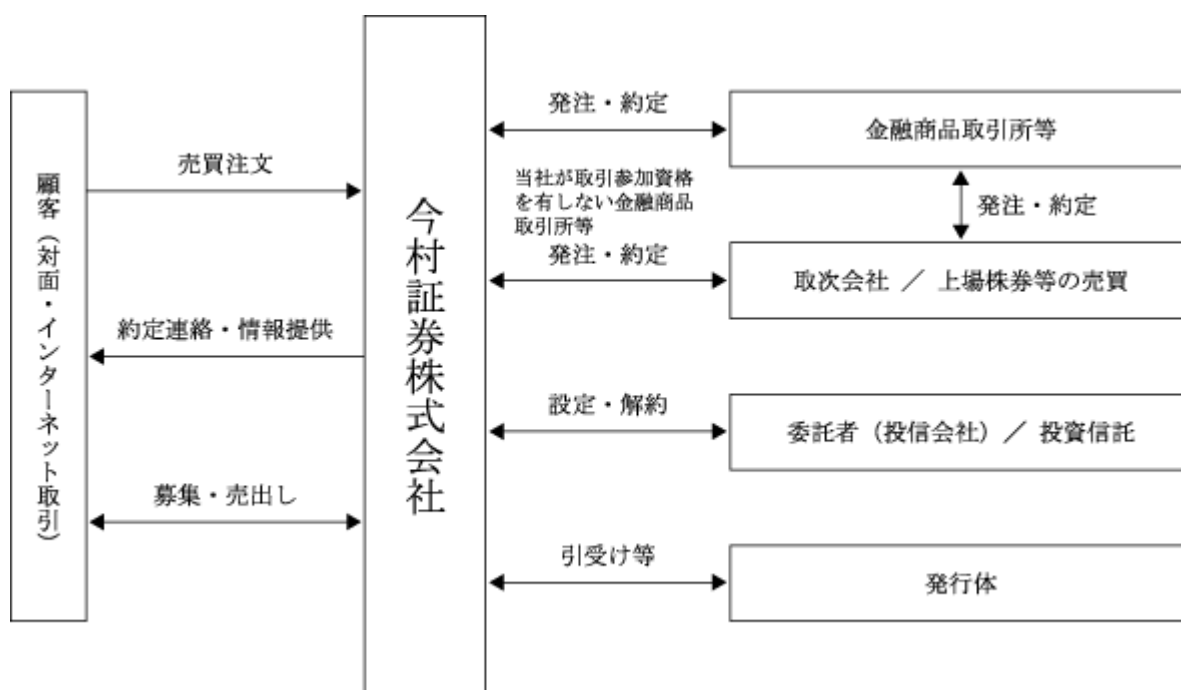 顧客（対面・インターネット取引）
売買注文
約定連絡・情報提供
募集・売出し
今村証券株式会社
発注・約定
当社が取引参加資格
を有しない金融商品
取引所等
発注・約定
設定・解約
引受け等
金融商品取引所等
発注・約定
取次会社 ／ 上場株券等の売買
委託者（投信会社）／ 投資信託
発行体